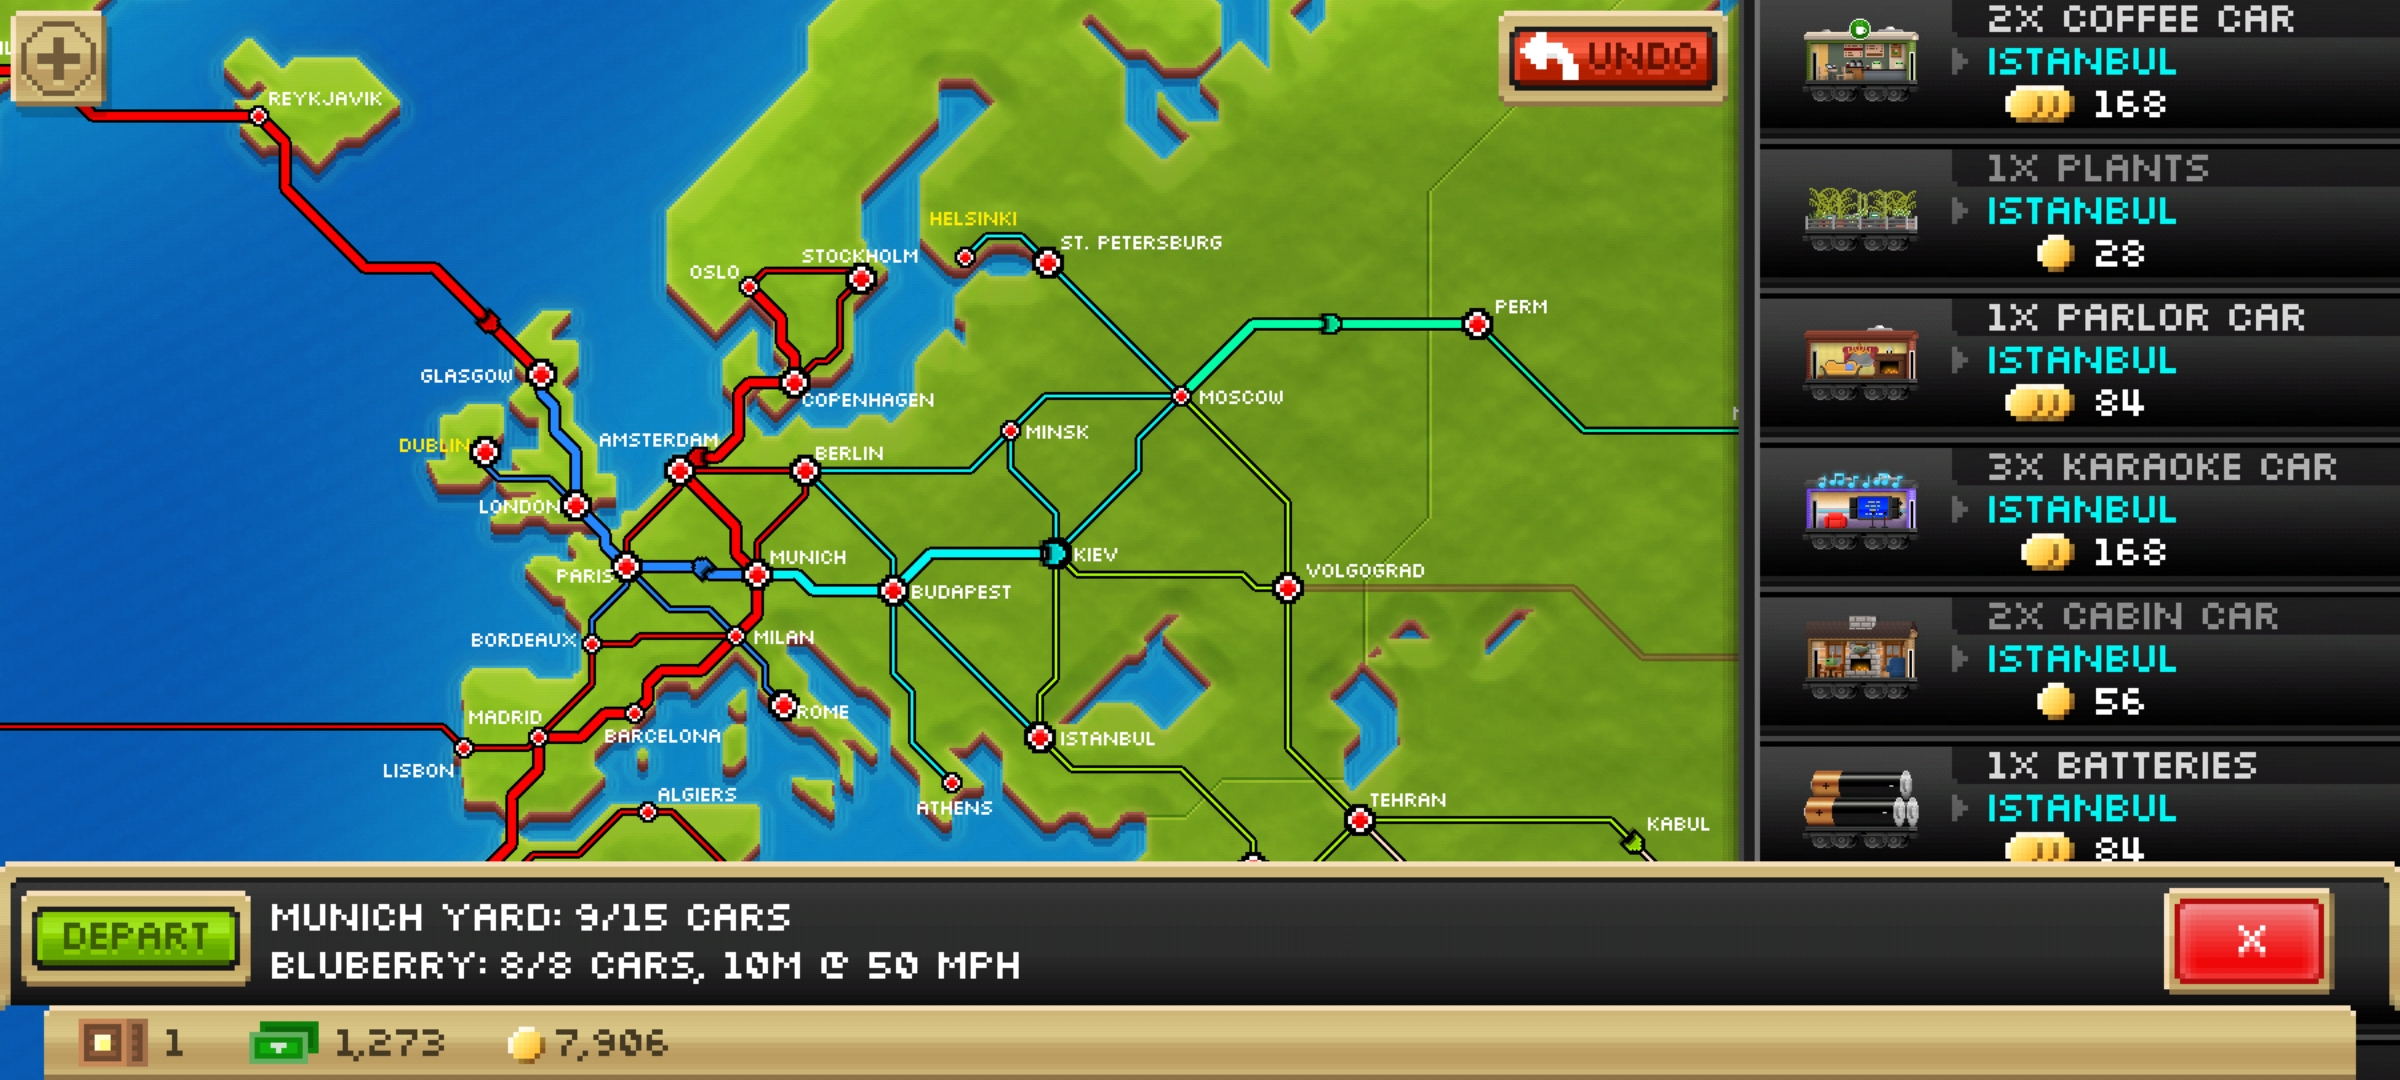 REYKJAVIK
HELSINKI
ST. PETERSBURG
STOCKHOLM
OSLO
PERM
GLASGOW
COPENHAGEN
MOSCOW
DUBLIN
AMSTERDAM
BERLIN
MINSK
LONDON
PARIS
MUNICH
KIEV
BUDAPEST
VOLGOGRAD
BORDEAUX
MILAN
MADRID
BARCELONA
ROME
ISTANBUL
LISBON
ALGIERS
ATHENS
TEHRAN
KABUL
UNDO
2X COFFEE CAR
ISTANBUL
168
1X PLANTS
ISTANBUL
28
1X PARLOR CAR
ISTANBUL
84
3X KARAOKE CAR
ISTANBUL
168
2X CABIN CAR
ISTANBUL
56
1X BATTERIES
ISTANBUL
84
DEPART
MUNICH YARD: 9/15 CARS
BLUBERRY: 8/8 CARS, 10M @ 50 MPH
X
1
1,273
7,906